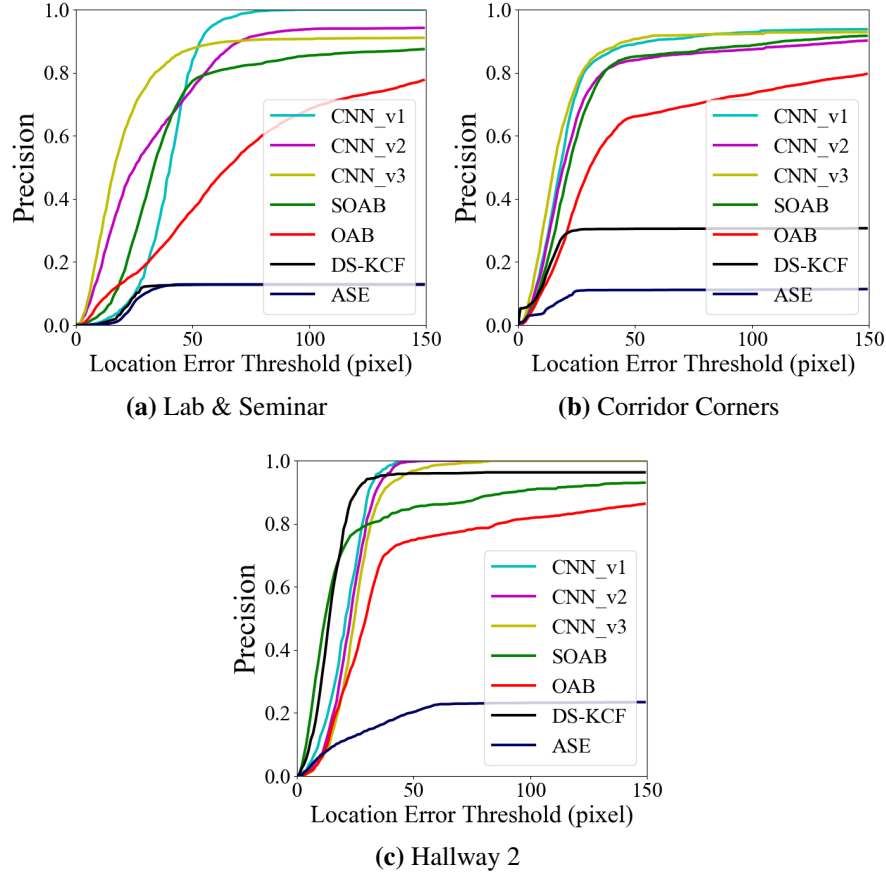 1.0
0.8
0.6
0.4
0.2
0.0
Precision
CNN_v1
CNN_v2
CNN_v3
SOAB
OAB
DS-KCF
ASE
0 50 100 150
Location Error Threshold (pixel)
(a) Lab & Seminar
1.0
0.8
0.6
0.4
0.2
0.0
Precision
CNN_v1
CNN_v2
CNN_v3
SOAB
OAB
DS-KCF
ASE
0 50 100 150
Location Error Threshold (pixel)
(b) Corridor Corners
1.0
0.8
0.6
0.4
0.2
0.0
Precision
CNN_v1
CNN_v2
CNN_v3
SOAB
OAB
DS-KCF
ASE
0 50 100 150
Location Error Threshold (pixel)
(c) Hallway 2